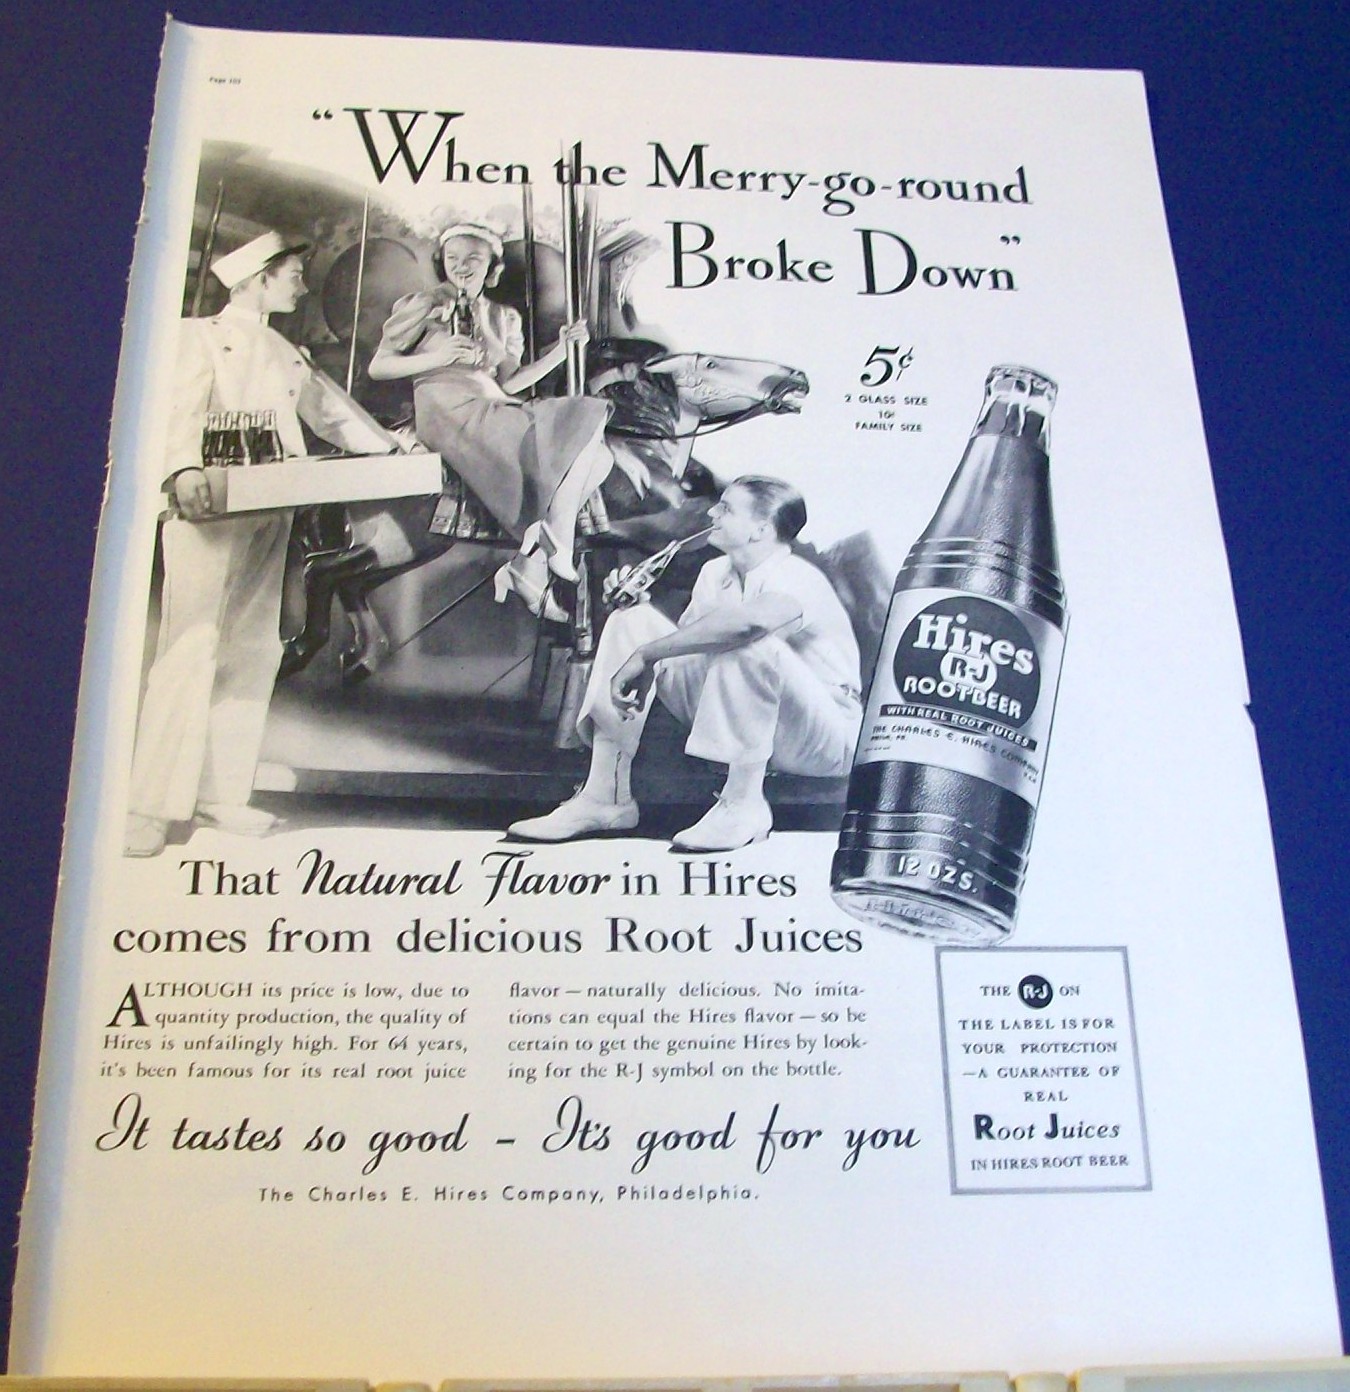 Page 102
"When the Merry-go-round
Broke Down"
5¢
2 GLASS SIZE
10¢
FAMILY SIZE
Hires
R-J
ROOTBEER
WITH REAL ROOT JUICES
THE CHARLES E. HIRES COMPANY
12 OZS.
That Natural Flavor in Hires
comes from delicious Root Juices
ALTHOUGH its price is low, due to
quantity production, the quality of
Hires is unfailingly high. For 64 years,
it's been famous for its real root juice
flavor — naturally delicious. No imita-
tions can equal the Hires flavor — so be
certain to get the genuine Hires by look-
ing for the R-J symbol on the bottle.
It tastes so good – It's good for you
The Charles E. Hires Company, Philadelphia.
THE R-J ON
THE LABEL IS FOR
YOUR PROTECTION
—A GUARANTEE OF
REAL
Root Juices
IN HIRES ROOT BEER